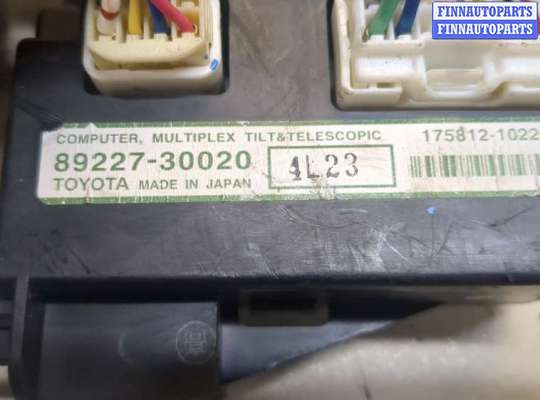 FINNAUTOPARTS
FINNAUTOPARTS
COMPUTER, MULTIPLEX TILT&TELESCOPIC 175812-1022
89227-30020 4L23
TOYOTA MADE IN JAPAN